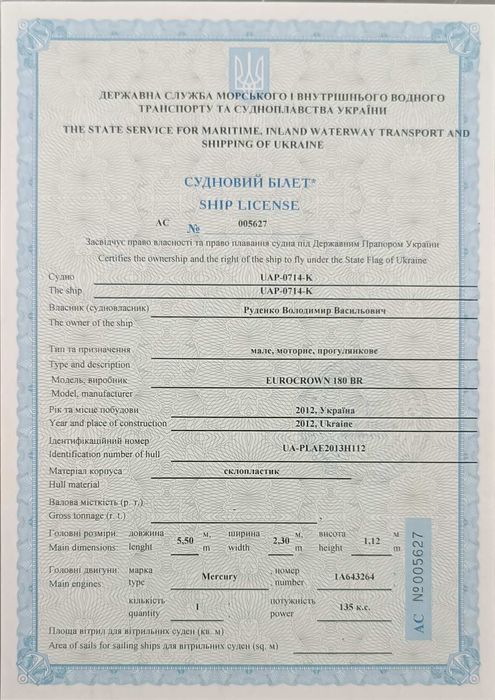 ДЕРЖАВНА СЛУЖБА МОРСЬКОГО І ВНУТРІШНЬОГО ВОДНОГО
ТРАНСПОРТУ ТА СУДНОПЛАВСТВА УКРАЇНИ
THE STATE SERVICE FOR MARITIME, INLAND WATERWAY TRANSPORT AND
SHIPPING OF UKRAINE
СУДНОВИЙ БІЛЕТ*
SHIP LICENSE
АС № 005627
Засвідчує право власності та право плавання судна під Державним Прапором України
Certifies the ownership and the right of the ship to fly under the State Flag of Ukraine
Судно UAP-0714-K
The ship UAP-0714-K
Власник (судновласник) Руденко Володимир Васильович
The owner of the ship
Тип та призначення мале, моторне, прогулянкове
Type and description
Модель, виробник EUROCROWN 180 BR
Model, manufacturer
Рік та місце побудови 2012, Україна
Year and place of construction 2012, Ukraine
Ідентифікаційний номер
Identification number of hull UA-PLAE2013H112
Матеріал корпуса склопластик
Hull material
Валова місткість (р. т.)
Gross tonnage (r. t.)
Головні розміри: довжина 5,50 м, ширина 2,30 м, висота 1,12 м
Main dimensions: lenght m width m height m
Головні двигуни: марка Mercury номер 1A643264
Main engines: type number
кількість 1 потужність 135 к.с.
quantity power
Площа вітрил для вітрильних суден (кв. м)
Area of sails for sailing ships для вітрильних суден (sq. m)
АС №005627